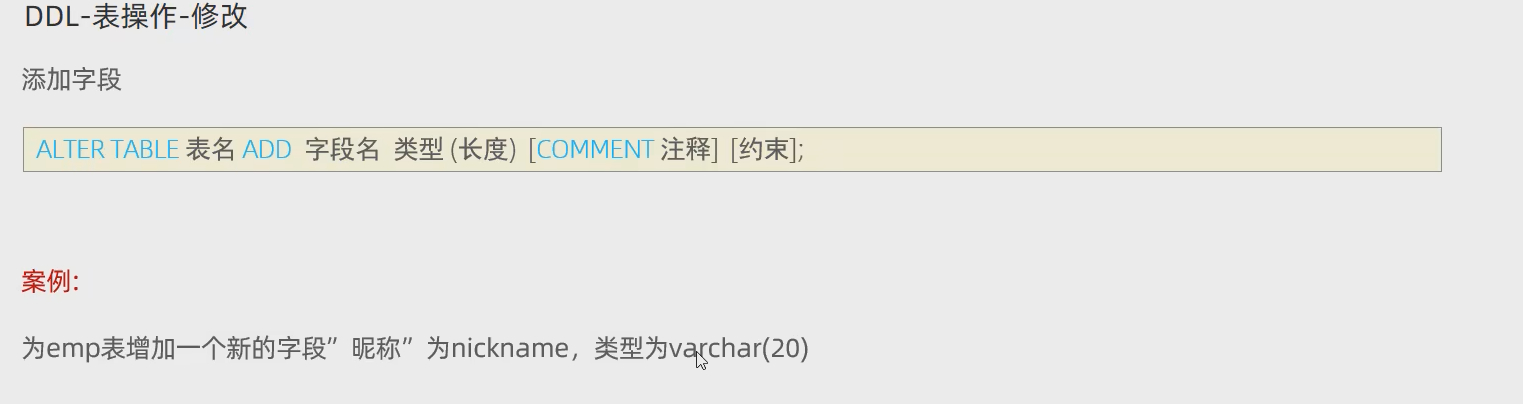 DDL-表操作-修改
添加字段
ALTER TABLE 表名 ADD 字段名 类型 (长度) [COMMENT 注释] [约束];
案例:
为emp表增加一个新的字段”昵称”为nickname，类型为varchar(20)